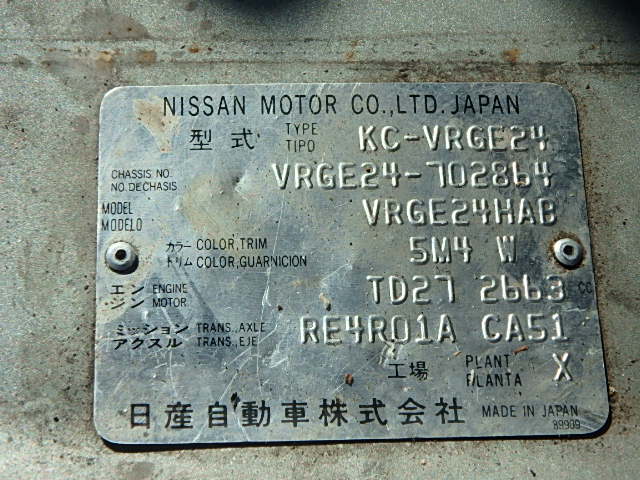 NISSAN MOTOR CO.,LTD. JAPAN
型式 TYPE TIPO KC-VRGE24
CHASSIS NO. NO. DE CHASIS VRGE24-702864
MODEL MODELO VRGE24HAB
カラー COLOR,TRIM 5M4 W
トリム COLOR,GUARNICION
エンジン ENGINE MOTOR TD27 2663 CC
ミッション TRANS.,AXLE RE4R01A CA51
アクスル TRANS.,EJE
工場 PLANT PLANTA X
日産自動車株式会社 MADE IN JAPAN
89909